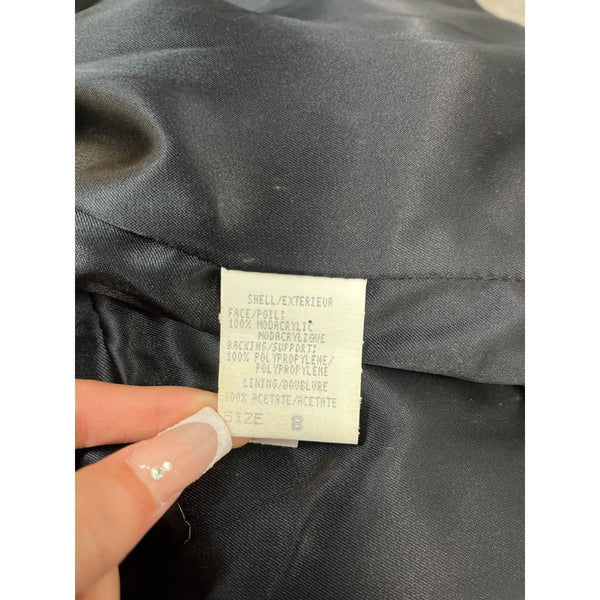 SHELL/EXTERIEUR
FACE/POIL:
100% MODACRYLIC
MODACRYLIQUE
BACKING/SUPPORT:
100% POLYPROPYLENE/
POLYPROPYLENE
LINING/DOUBLURE
100% ACETATE/ACETATE
SIZE 8